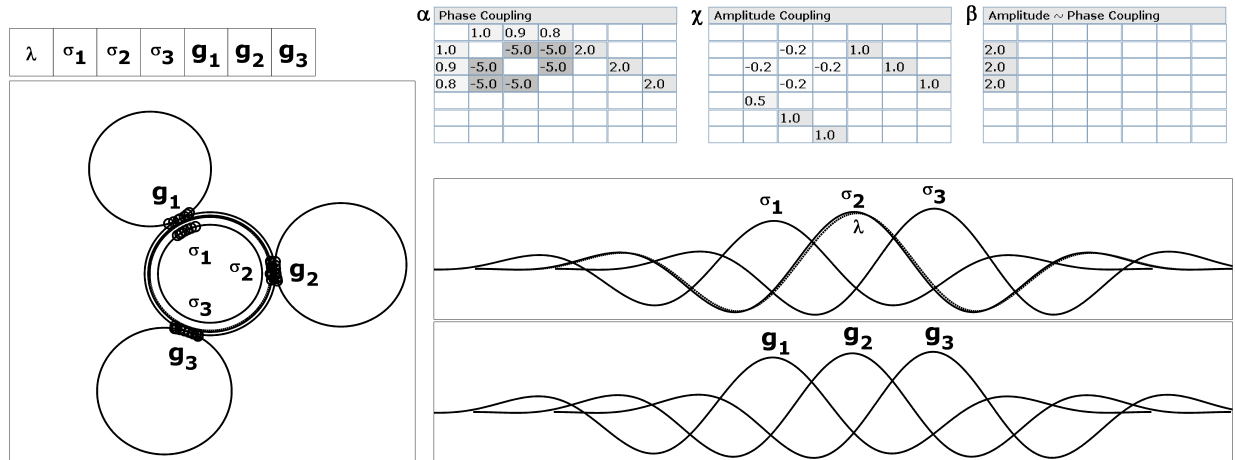 α Phase Coupling
1.0 0.9 0.8
1.0 -5.0 -5.0 2.0
0.9 -5.0 -5.0 2.0
0.8 -5.0 -5.0 2.0
χ Amplitude Coupling
-0.2 1.0
-0.2 -0.2 1.0
-0.2 1.0
0.5
1.0
1.0
β Amplitude ~ Phase Coupling
2.0
2.0
2.0
λ σ1 σ2 σ3 g1 g2 g3
g1
σ1
σ2 g2
σ3
g3
σ1 σ2 σ3
λ
g1 g2 g3